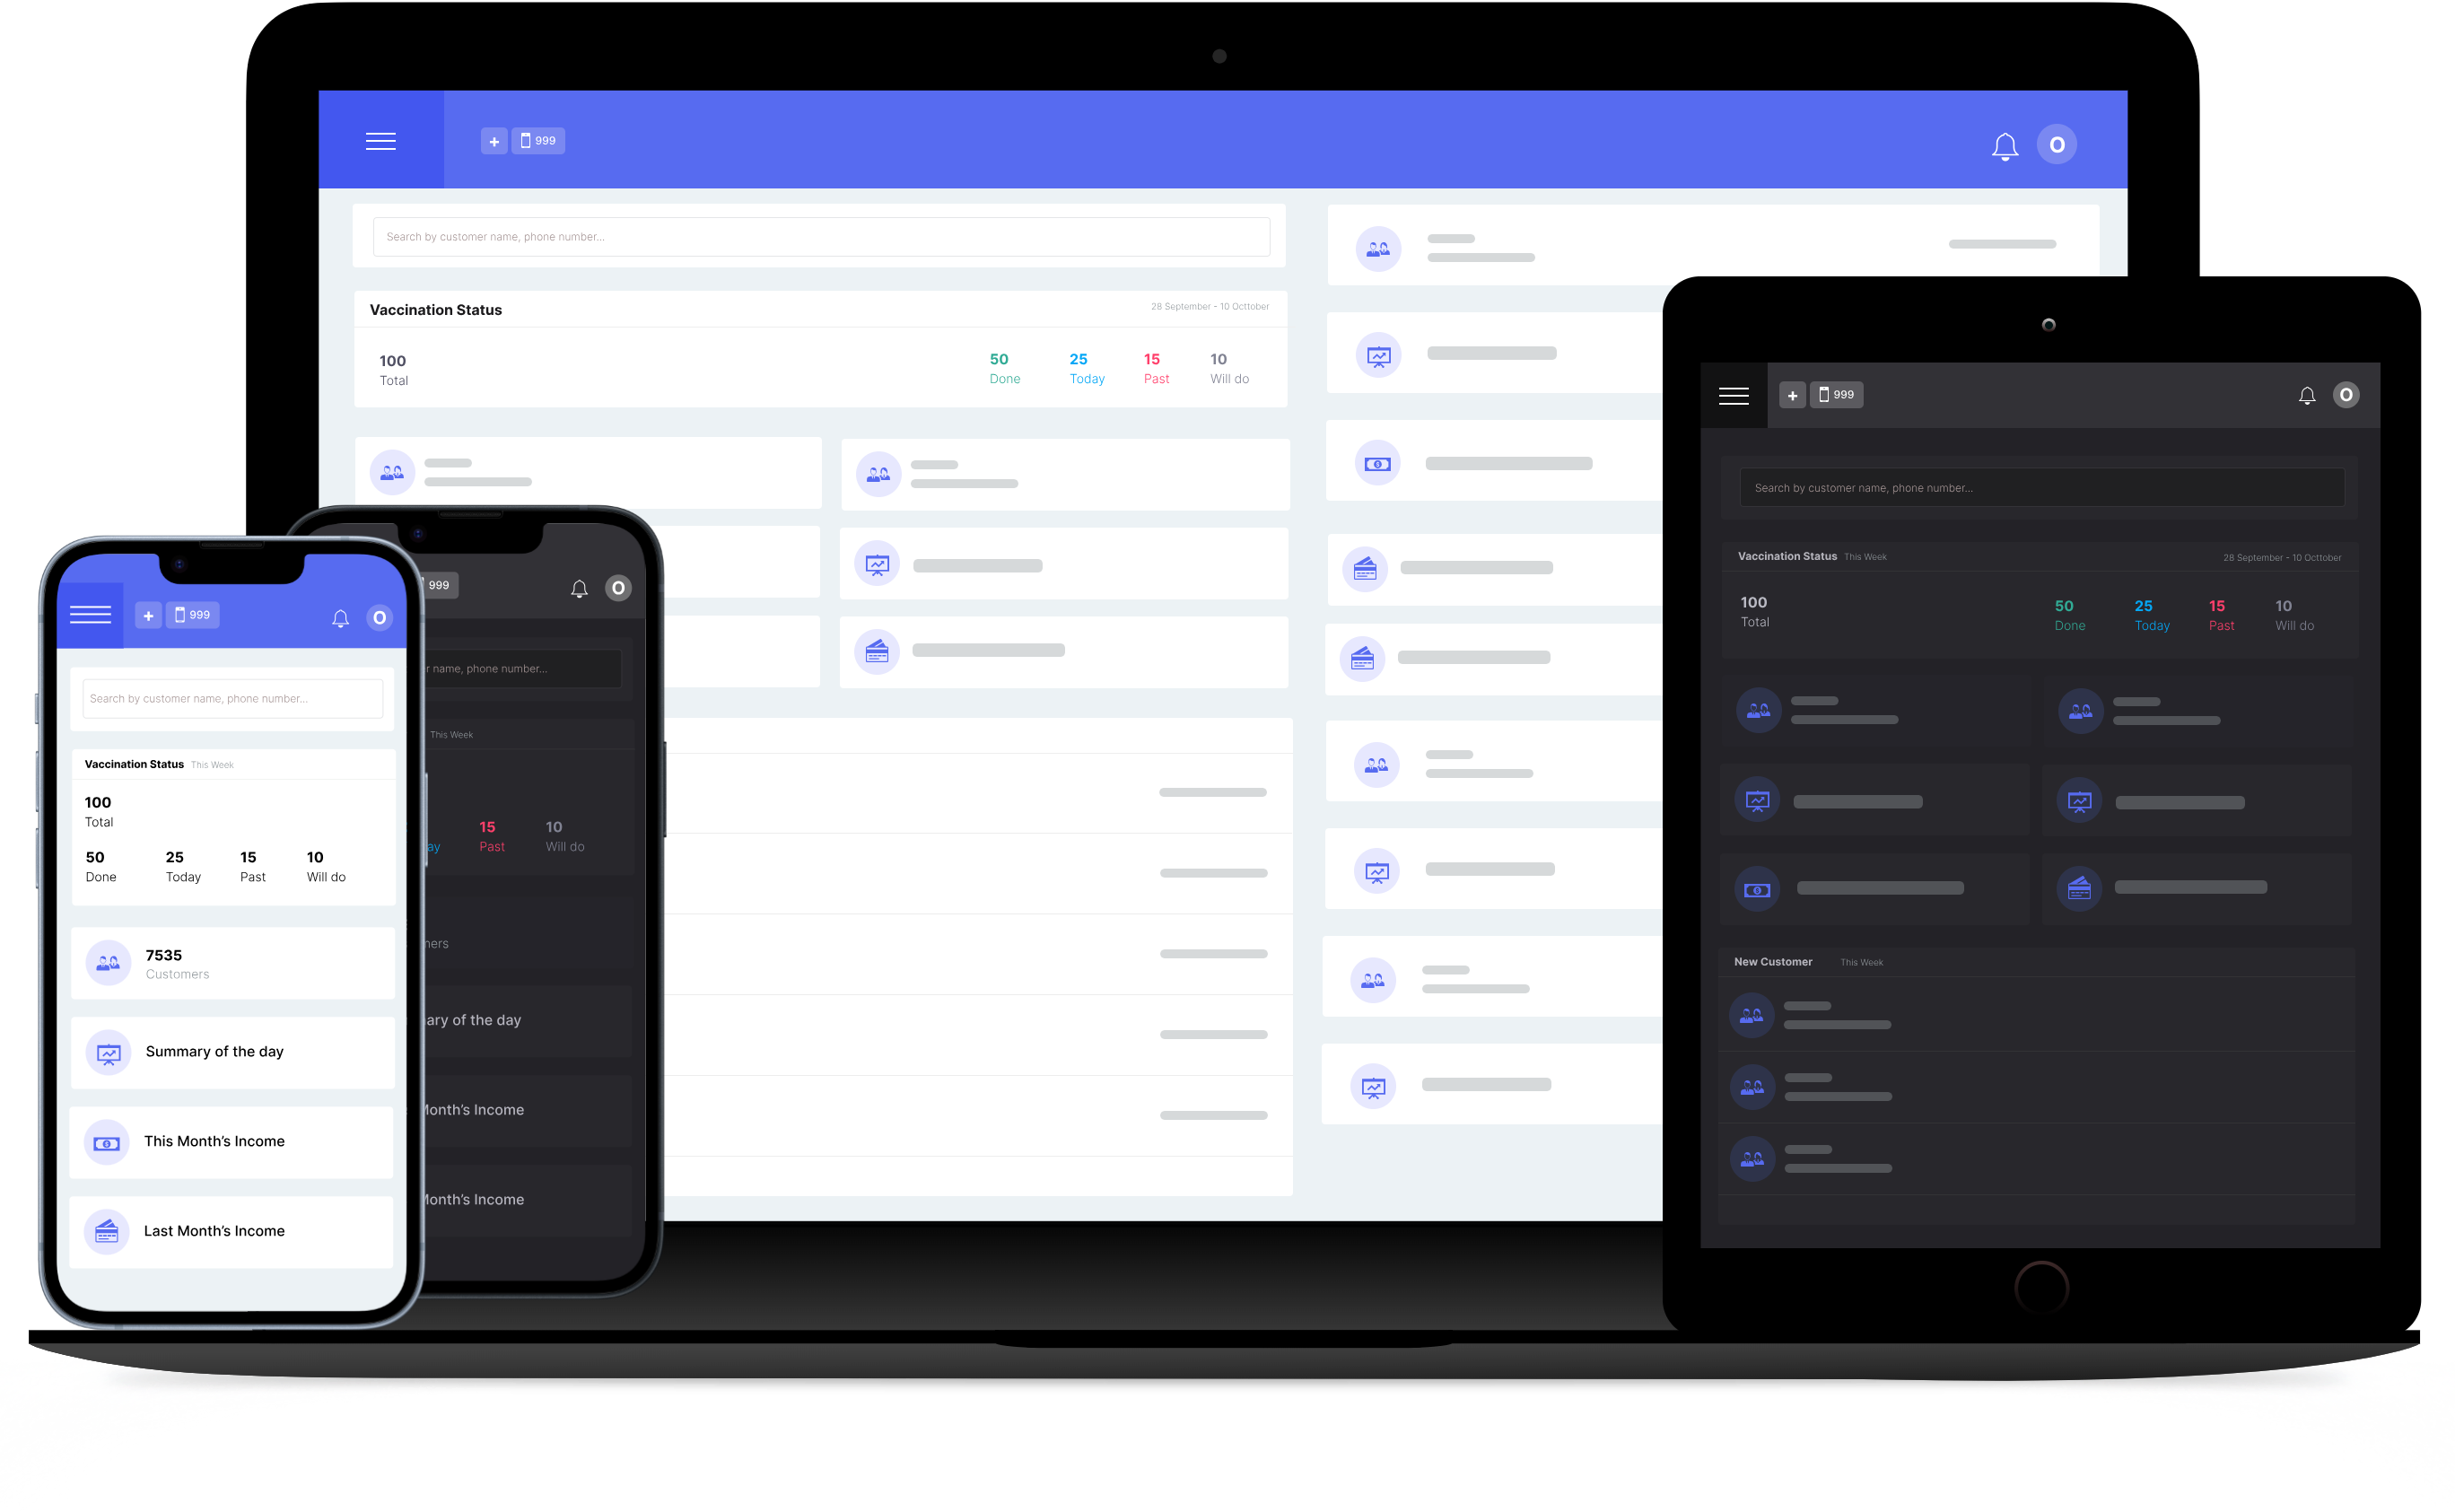 + 999
O
Search by customer name, phone number...
Vaccination Status
28 September - 10 Octtober
100
Total
50 25 15 10
Done Today Past Will do
+ 999
O
Search by customer name, phone number...
Vaccination Status This Week
28 September - 10 Octtober
100
Total
50 25 15 10
Done Today Past Will do
New Customer This Week
999
O
name, phone number...
This Week
15 10
ay Past Will do
mers
ary of the day
Month's Income
Month's Income
+ 999
O
Search by customer name, phone number...
Vaccination Status This Week
100
Total
50 25 15 10
Done Today Past Will do
7535
Customers
Summary of the day
This Month's Income
Last Month's Income